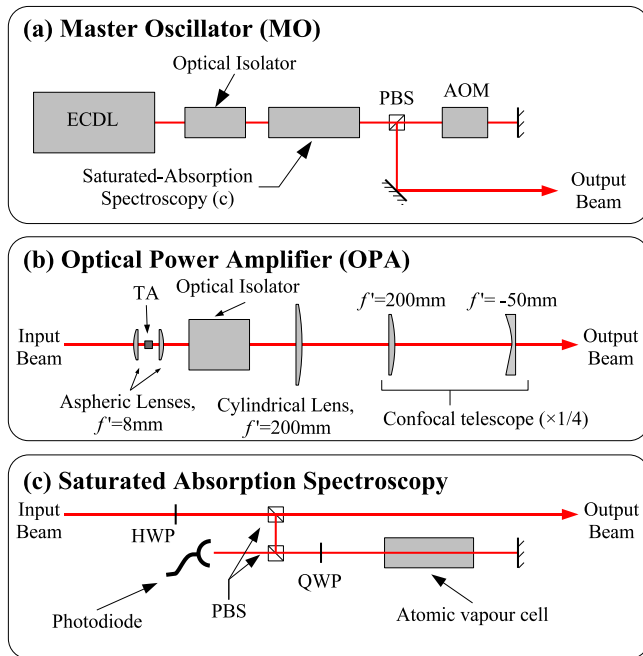 (a) Master Oscillator (MO)
Optical Isolator
ECDL
PBS
AOM
Saturated-Absorption
Spectroscopy (c)
Output
Beam
(b) Optical Power Amplifier (OPA)
TA
Optical Isolator
f'=200mm
f'= -50mm
Input
Beam
Output
Beam
Aspheric Lenses,
f'=8mm
Cylindrical Lens,
f'=200mm
Confocal telescope (×1/4)
(c) Saturated Absorption Spectroscopy
Input
Beam
Output
Beam
HWP
Photodiode
PBS
QWP
Atomic vapour cell